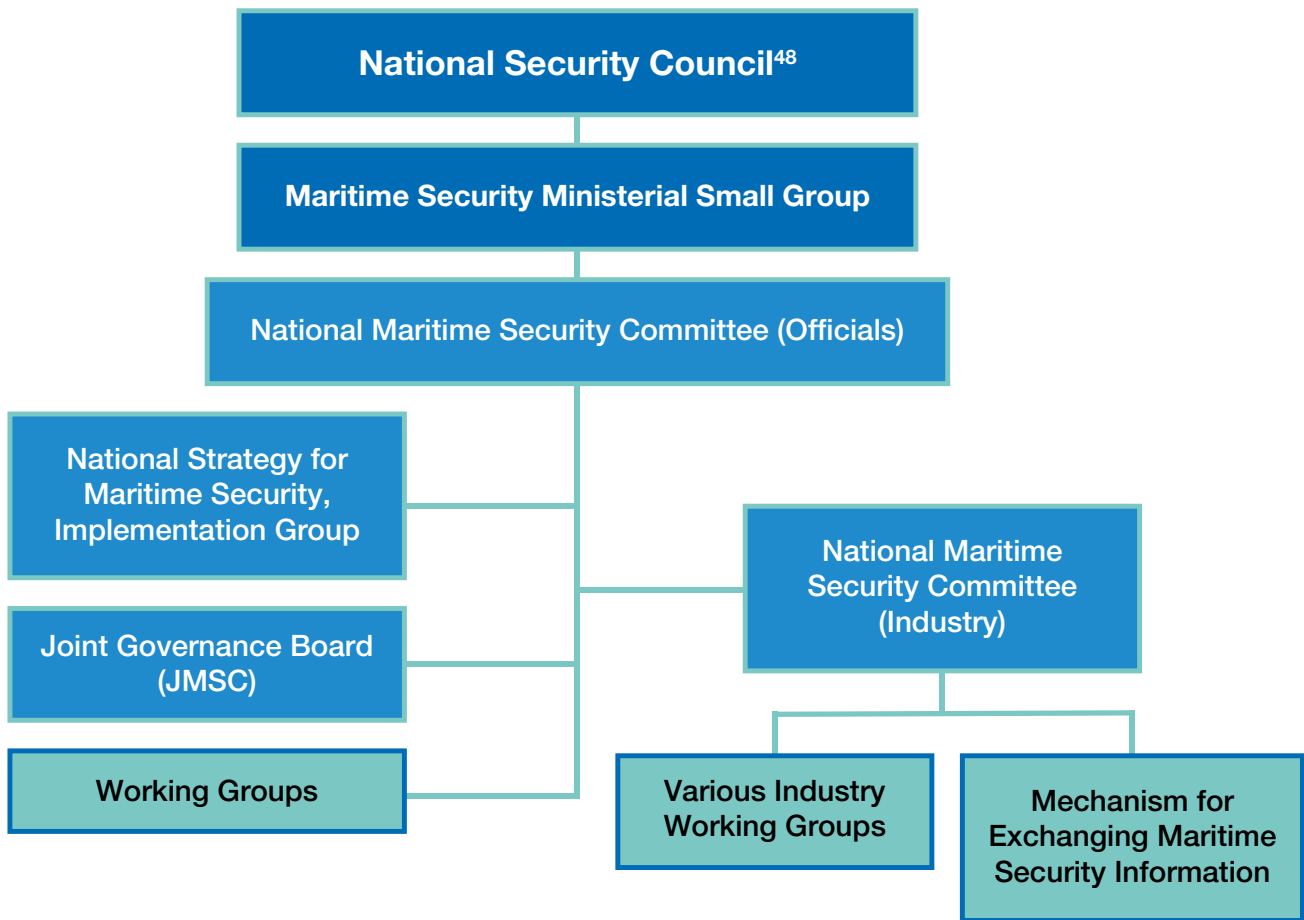 National Security Council48
Maritime Security Ministerial Small Group
National Maritime Security Committee (Officials)
National Strategy for
Maritime Security,
Implementation Group
Joint Governance Board
(JMSC)
Working Groups
National Maritime
Security Committee
(Industry)
Various Industry
Working Groups
Mechanism for
Exchanging Maritime
Security Information